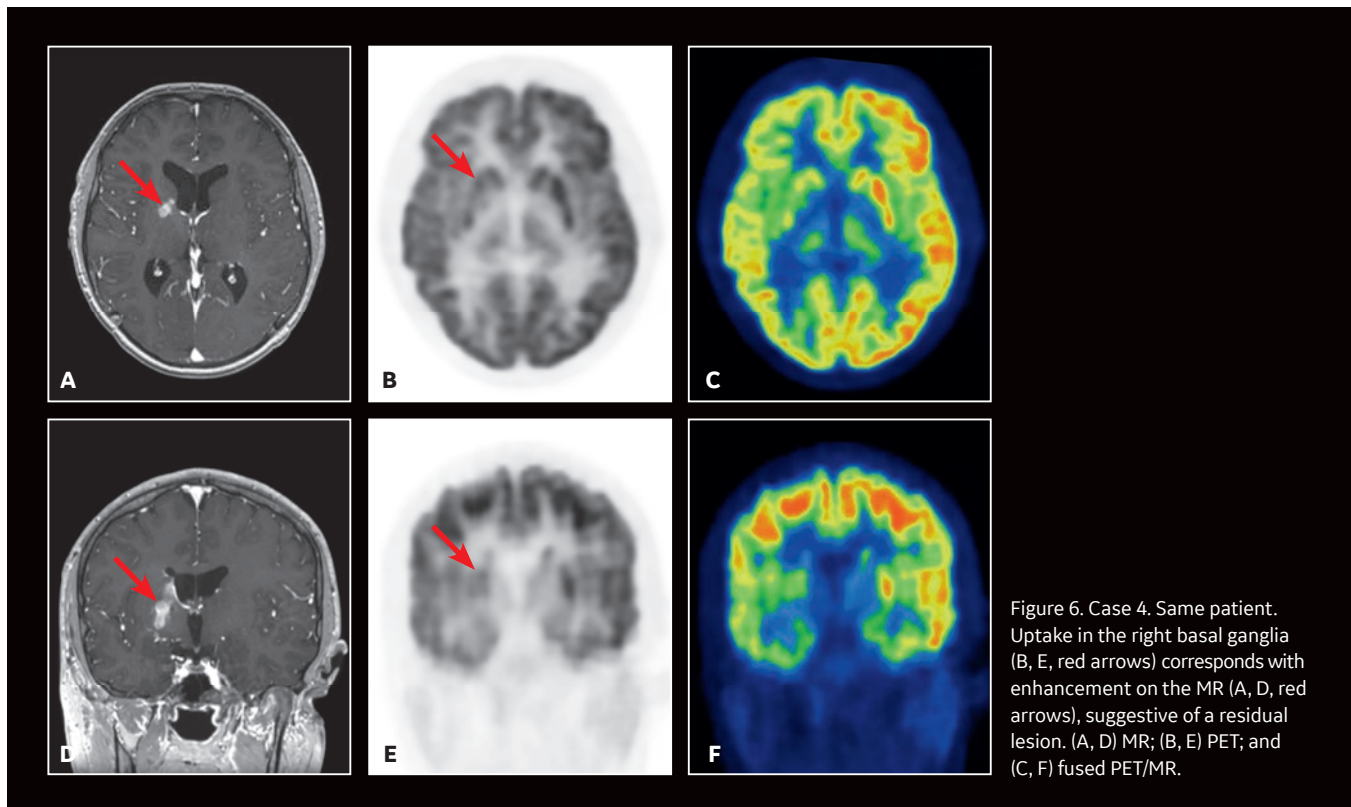 A
B
C
D
E
F
Figure 6. Case 4. Same patient.
Uptake in the right basal ganglia
(B, E, red arrows) corresponds with
enhancement on the MR (A, D, red
arrows), suggestive of a residual
lesion. (A, D) MR; (B, E) PET; and
(C, F) fused PET/MR.